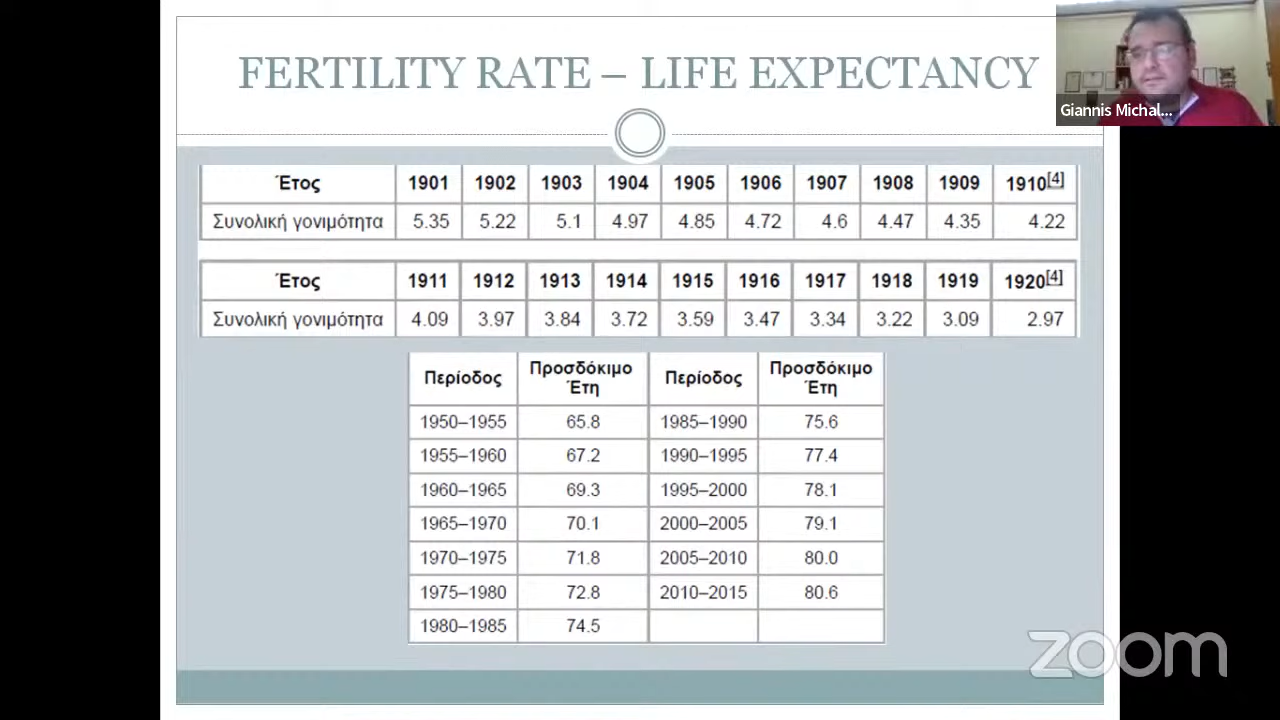 FERTILITY RATE – LIFE EXPECTANCY
Giannis Michal...
Έτος 1901 1902 1903 1904 1905 1906 1907 1908 1909 1910[4]
Συνολική γονιμότητα 5.35 5.22 5.1 4.97 4.85 4.72 4.6 4.47 4.35 4.22
Έτος 1911 1912 1913 1914 1915 1916 1917 1918 1919 1920[4]
Συνολική γονιμότητα 4.09 3.97 3.84 3.72 3.59 3.47 3.34 3.22 3.09 2.97
Περίοδος Προσδόκιμο Έτη Περίοδος Προσδόκιμο Έτη
1950–1955 65.8 1985–1990 75.6
1955–1960 67.2 1990–1995 77.4
1960–1965 69.3 1995–2000 78.1
1965–1970 70.1 2000–2005 79.1
1970–1975 71.8 2005–2010 80.0
1975–1980 72.8 2010–2015 80.6
1980–1985 74.5
zoom